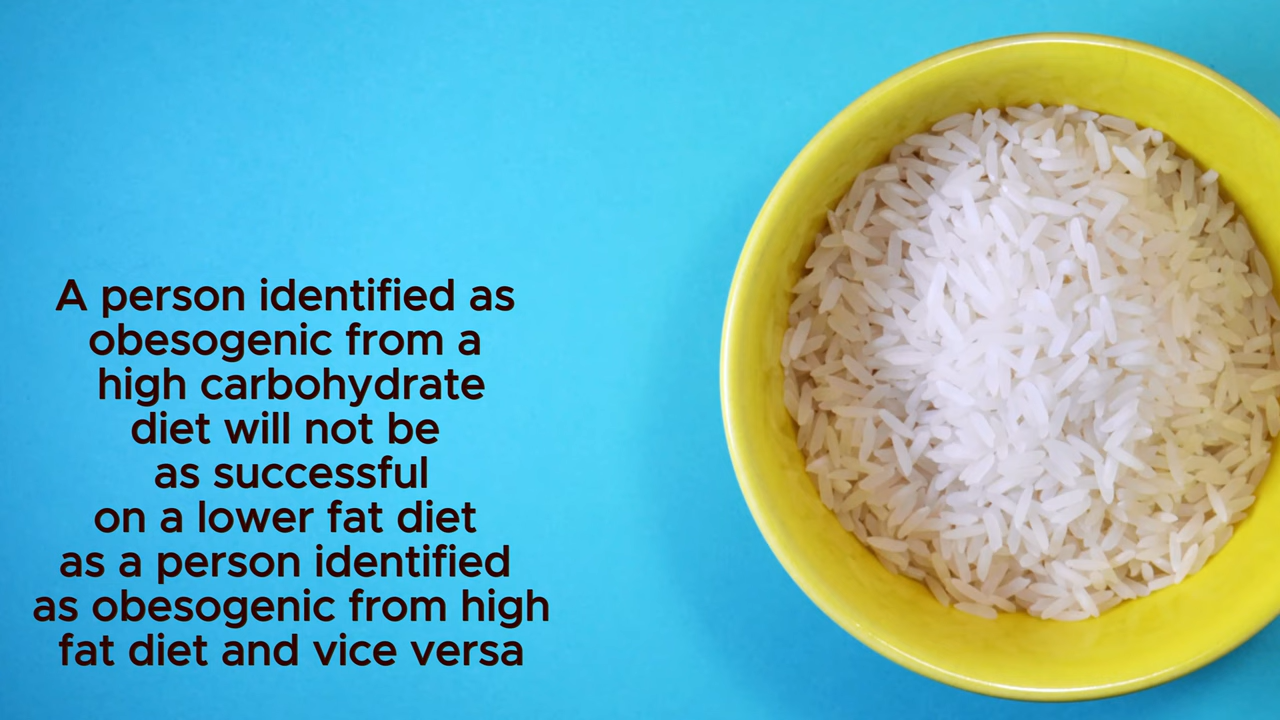 A person identified as
obesogenic from a
high carbohydrate
diet will not be
as successful
on a lower fat diet
as a person identified
as obesogenic from high
fat diet and vice versa